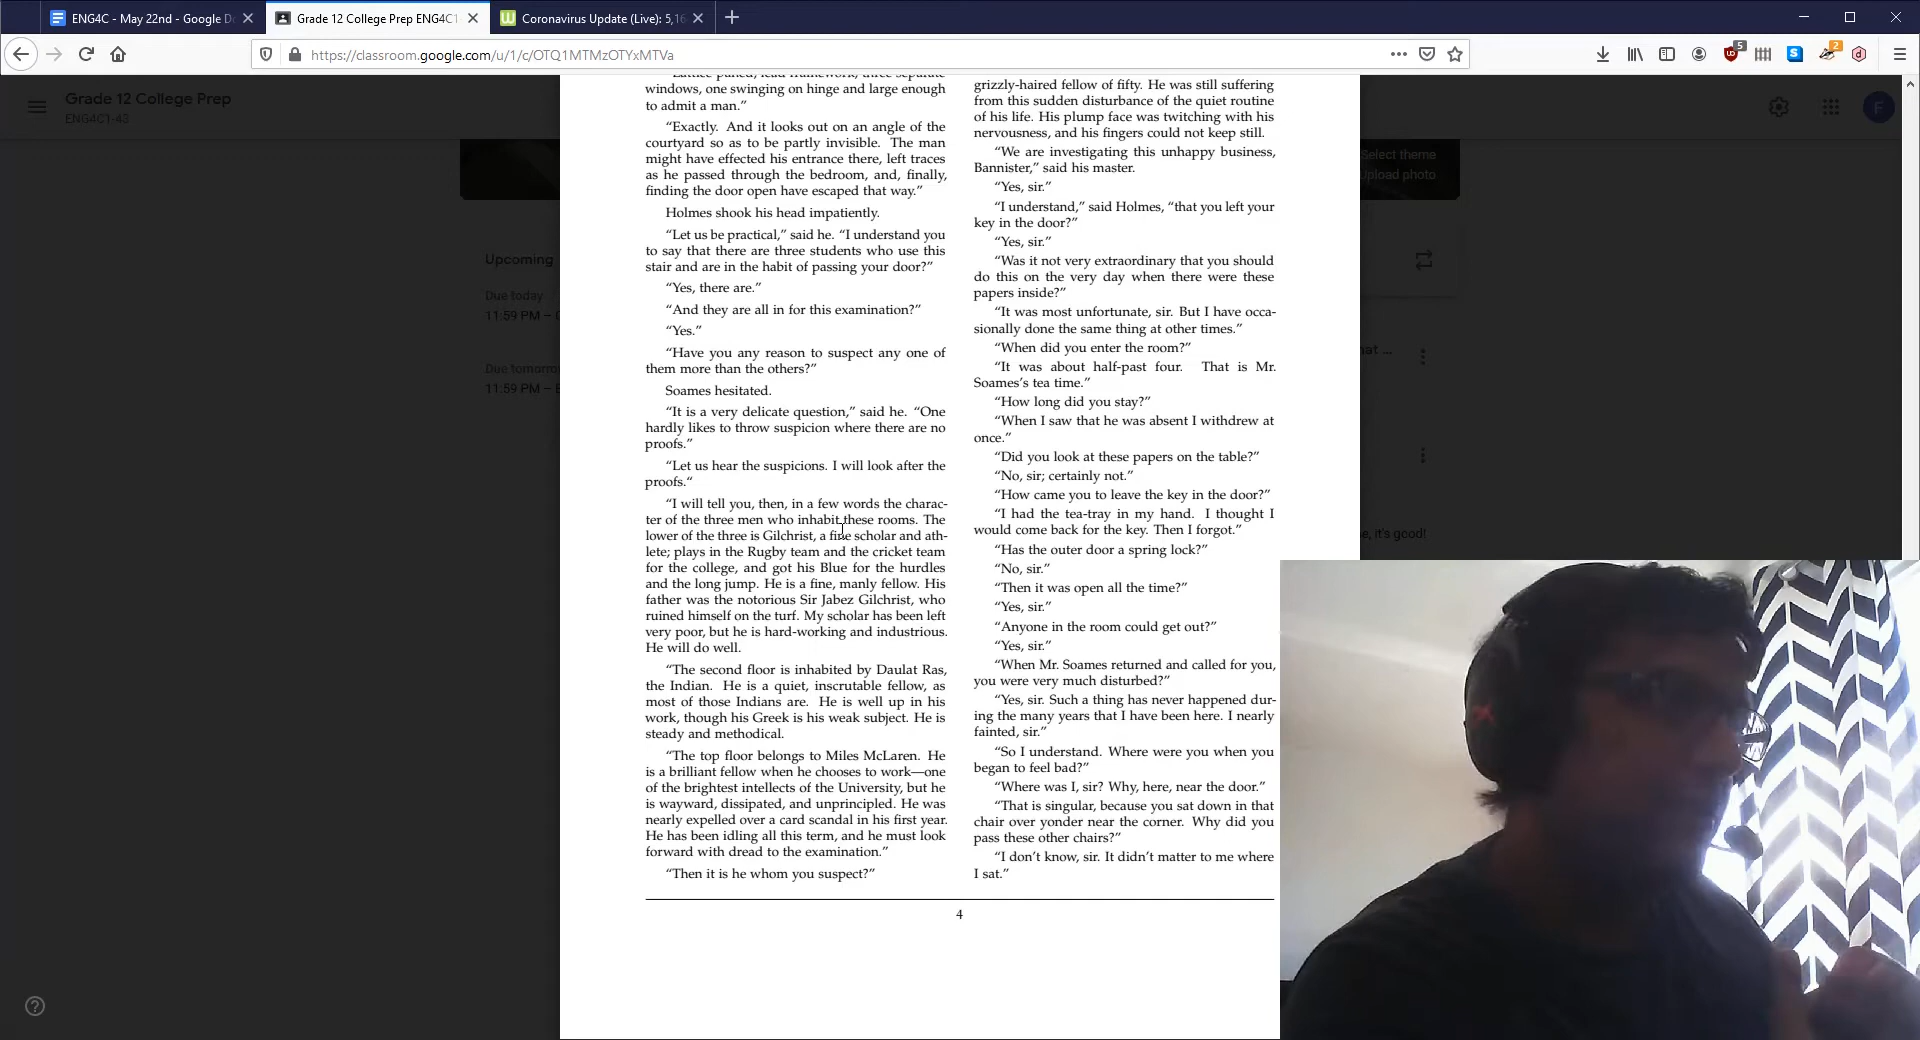 ENG4C - May 22nd - Google D
Grade 12 College Prep ENG4C1
Coronavirus Update (Live): 5,16
https://classroom.google.com/u/1/c/OTQ1MTMzOTYxMTVa
5
2
Grade 12 College Prep
ENG4C1-43
F
Select theme
Upload photo
Upcoming
Due today
11:59 PM –
Due tomorr
11:59 PM –
hat ...
se, it's good!
Lattice-paned, lead framework, three separate
windows, one swinging on hinge and large enough
to admit a man.”
“Exactly. And it looks out on an angle of the
courtyard so as to be partly invisible. The man
might have effected his entrance there, left traces
as he passed through the bedroom, and, finally,
finding the door open have escaped that way.”
Holmes shook his head impatiently.
“Let us be practical,” said he. “I understand you
to say that there are three students who use this
stair and are in the habit of passing your door?”
“Yes, there are.”
“And they are all in for this examination?”
“Yes.”
“Have you any reason to suspect any one of
them more than the others?”
Soames hesitated.
“It is a very delicate question,” said he. “One
hardly likes to throw suspicion where there are no
proofs.”
“Let us hear the suspicions. I will look after the
proofs.“
“I will tell you, then, in a few words the charac-
ter of the three men who inhabit these rooms. The
lower of the three is Gilchrist, a fine scholar and ath-
lete; plays in the Rugby team and the cricket team
for the college, and got his Blue for the hurdles
and the long jump. He is a fine, manly fellow. His
father was the notorious Sir Jabez Gilchrist, who
ruined himself on the turf. My scholar has been left
very poor, but he is hard-working and industrious.
He will do well.
“The second floor is inhabited by Daulat Ras,
the Indian. He is a quiet, inscrutable fellow, as
most of those Indians are. He is well up in his
work, though his Greek is his weak subject. He is
steady and methodical.
“The top floor belongs to Miles McLaren. He
is a brilliant fellow when he chooses to work—one
of the brightest intellects of the University, but he
is wayward, dissipated, and unprincipled. He was
nearly expelled over a card scandal in his first year.
He has been idling all this term, and he must look
forward with dread to the examination.”
“Then it is he whom you suspect?”
grizzly-haired fellow of fifty. He was still suffering
from this sudden disturbance of the quiet routine
of his life. His plump face was twitching with his
nervousness, and his fingers could not keep still.
“We are investigating this unhappy business,
Bannister,” said his master.
“Yes, sir.”
“I understand,” said Holmes, “that you left your
key in the door?”
“Yes, sir.”
“Was it not very extraordinary that you should
do this on the very day when there were these
papers inside?”
“It was most unfortunate, sir. But I have occa-
sionally done the same thing at other times.”
“When did you enter the room?”
“It was about half-past four. That is Mr.
Soames’s tea time.”
“How long did you stay?”
“When I saw that he was absent I withdrew at
once.”
“Did you look at these papers on the table?”
“No, sir; certainly not.”
“How came you to leave the key in the door?”
“I had the tea-tray in my hand. I thought I
would come back for the key. Then I forgot.”
“Has the outer door a spring lock?”
“No, sir.”
“Then it was open all the time?”
“Yes, sir.”
“Anyone in the room could get out?”
“Yes, sir.”
“When Mr. Soames returned and called for you,
you were very much disturbed?”
“Yes, sir. Such a thing has never happened dur-
ing the many years that I have been here. I nearly
fainted, sir.”
“So I understand. Where were you when you
began to feel bad?”
“Where was I, sir? Why, here, near the door.”
“That is singular, because you sat down in that
chair over yonder near the corner. Why did you
pass these other chairs?”
“I don’t know, sir. It didn’t matter to me where
I sat.”
4